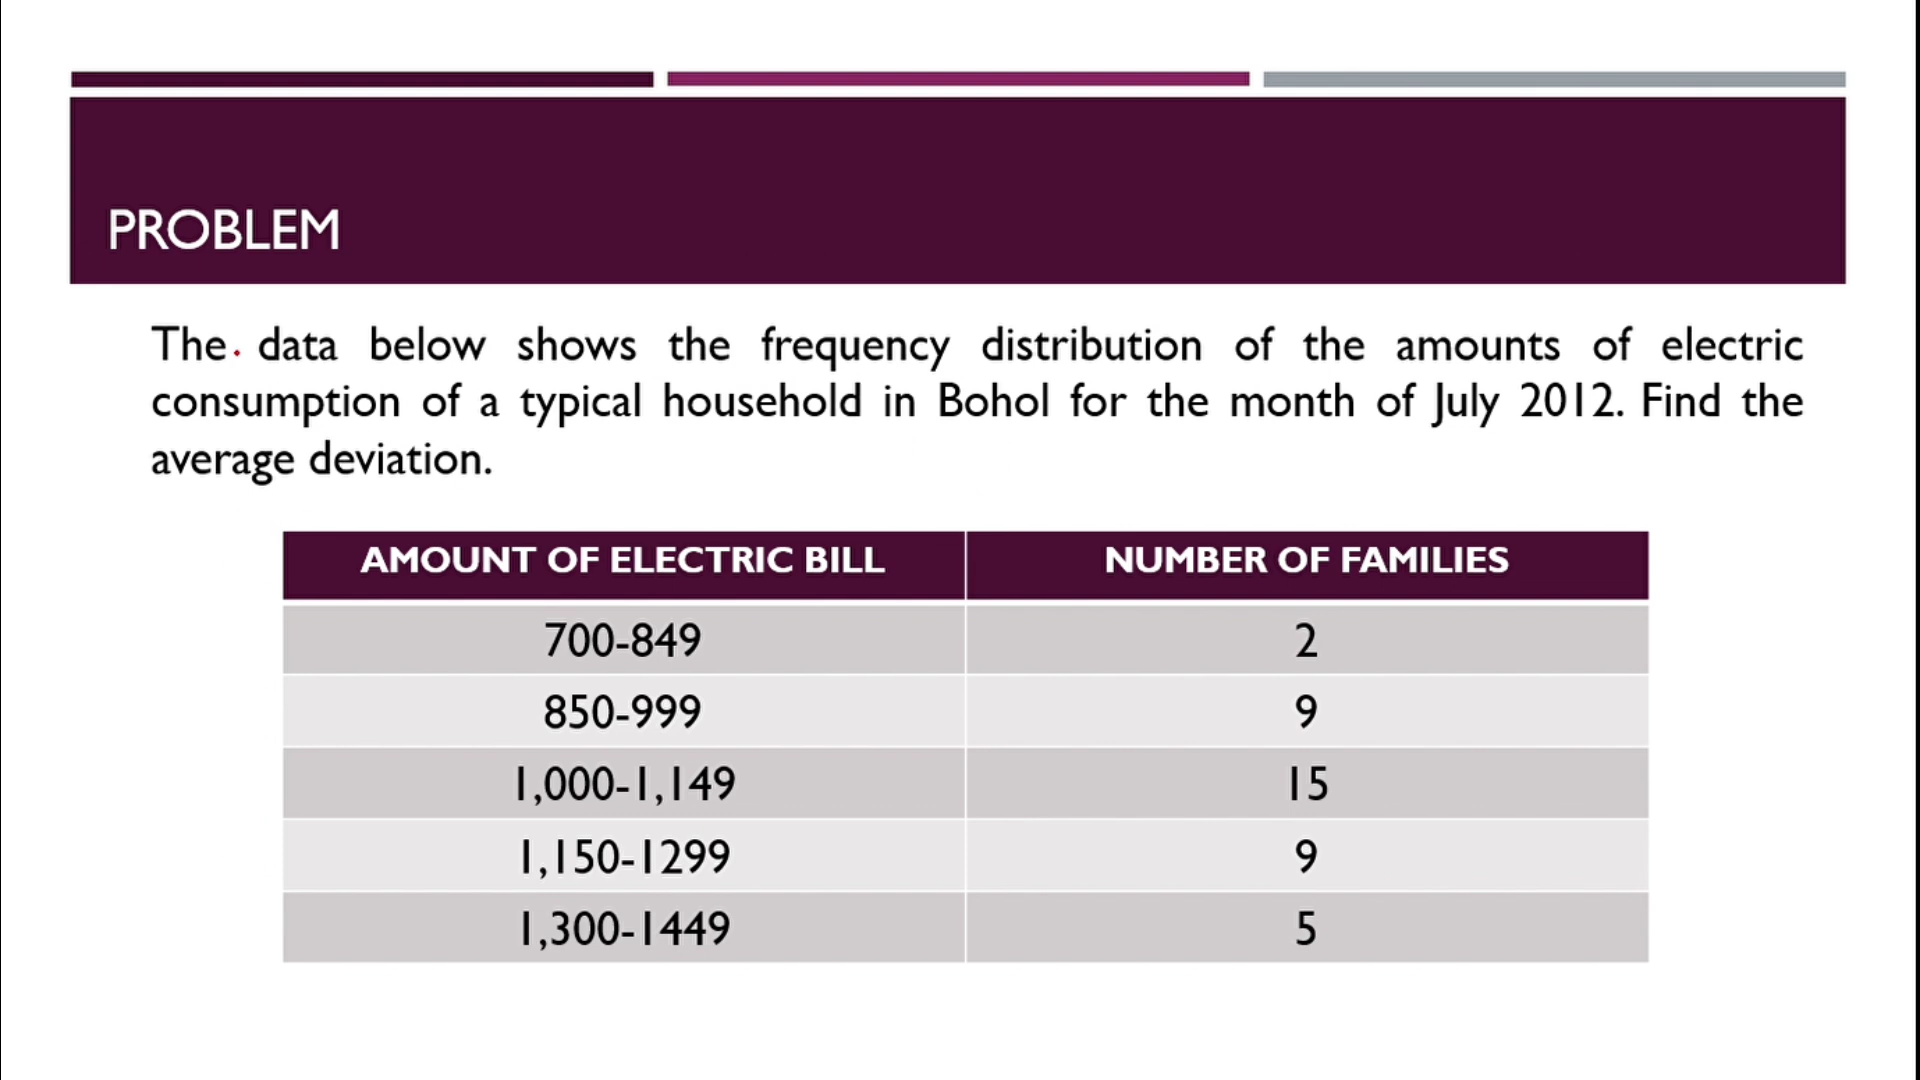 PROBLEM
The data below shows the frequency distribution of the amounts of electric
consumption of a typical household in Bohol for the month of July 2012. Find the
average deviation.
AMOUNT OF ELECTRIC BILL NUMBER OF FAMILIES
700-849 2
850-999 9
1,000-1,149 15
1,150-1299 9
1,300-1449 5